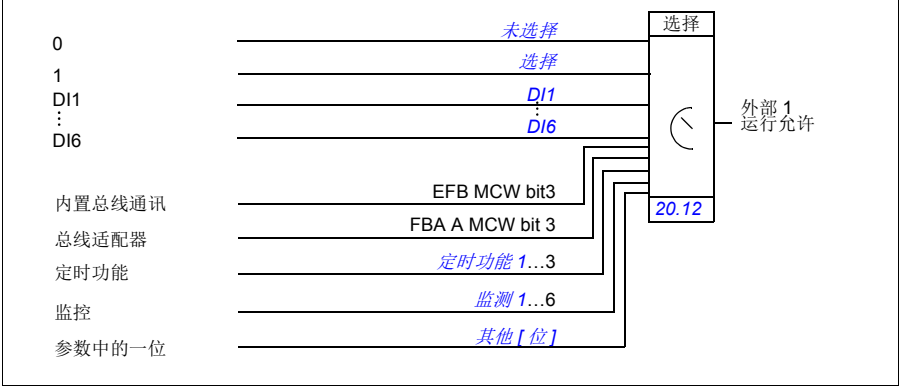 0 未选择 选择
1 选择
DI1 DI1
⋮ ⋮
DI6 DI6
外部 1
运行允许
内置总线通讯 EFB MCW bit3
20.12
总线适配器 FBA A MCW bit 3
定时功能 定时功能 1…3
监控 监测 1…6
参数中的一位 其他 [ 位 ]